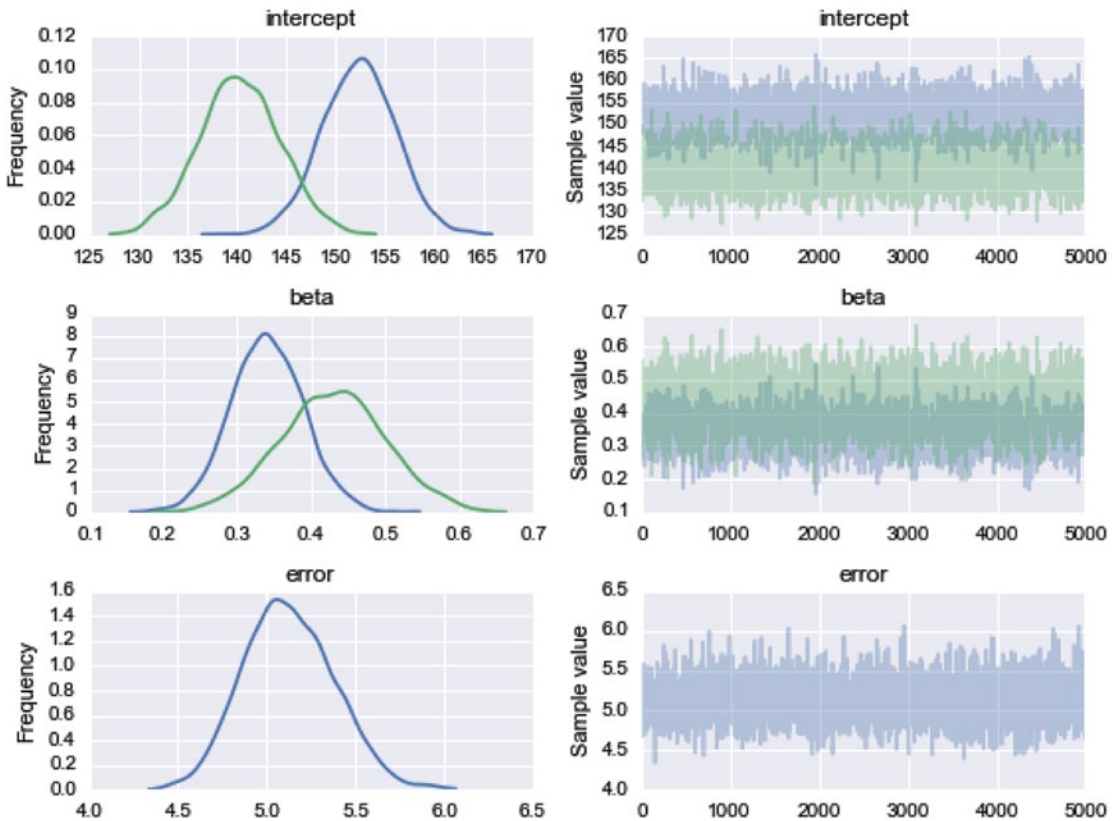 intercept
Frequency
0.12
0.10
0.08
0.06
0.04
0.02
0.00
125 130 135 140 145 150 155 160 165 170
intercept
Sample value
170
165
160
155
150
145
140
135
130
125
0 1000 2000 3000 4000 5000
beta
Frequency
9
8
7
6
5
4
3
2
1
0
0.1 0.2 0.3 0.4 0.5 0.6 0.7
beta
Sample value
0.7
0.6
0.5
0.4
0.3
0.2
0.1
0 1000 2000 3000 4000 5000
error
Frequency
1.6
1.4
1.2
1.0
0.8
0.6
0.4
0.2
0.0
4.0 4.5 5.0 5.5 6.0 6.5
error
Sample value
6.5
6.0
5.5
5.0
4.5
4.0
0 1000 2000 3000 4000 5000